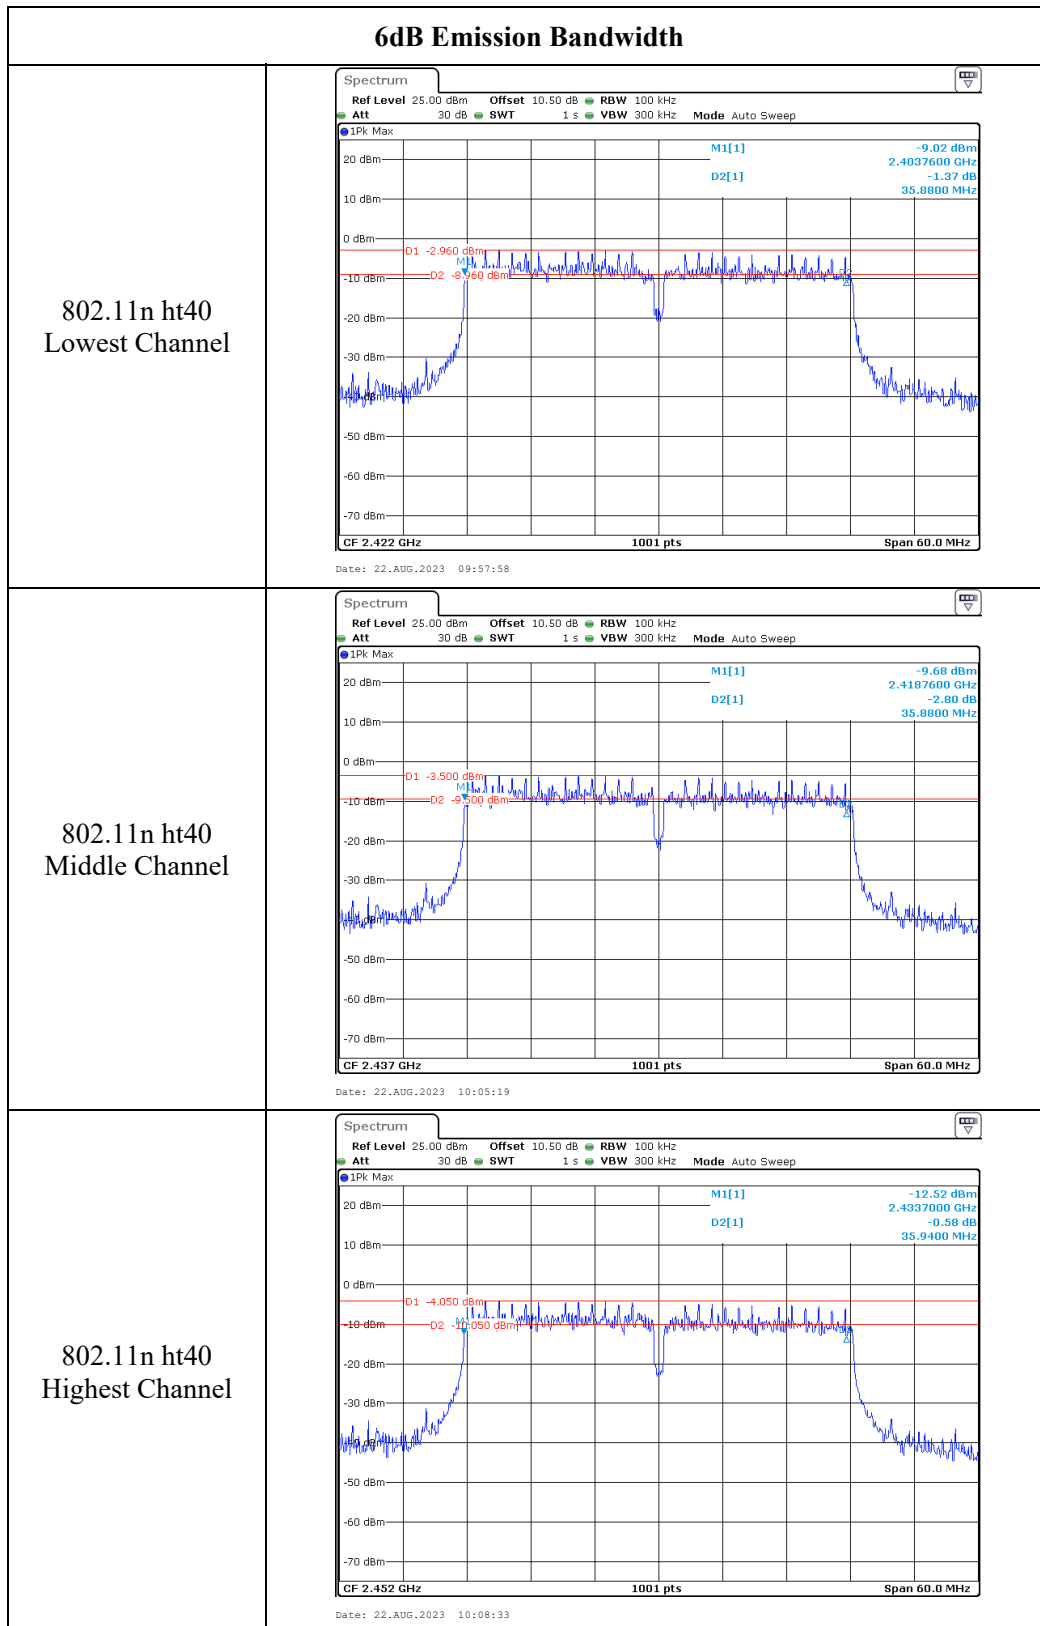 6dB Emission Bandwidth
802.11n ht40
Lowest Channel
Spectrum
Ref Level 25.00 dBm Offset 10.50 dB RBW 100 kHz
Att 30 dB SWT 1 s VBW 300 kHz Mode Auto Sweep
1Pk Max
M1[1] -9.02 dBm
2.4037600 GHz
D2[1] -1.37 dB
35.8800 MHz
20 dBm
10 dBm
0 dBm
D1 -2.960 dBm
M1
D2 -8.960 dBm
-10 dBm
-20 dBm
-30 dBm
-40 dBm
-50 dBm
-60 dBm
-70 dBm
CF 2.422 GHz 1001 pts Span 60.0 MHz
Date: 22.AUG.2023 09:57:58
802.11n ht40
Middle Channel
Spectrum
Ref Level 25.00 dBm Offset 10.50 dB RBW 100 kHz
Att 30 dB SWT 1 s VBW 300 kHz Mode Auto Sweep
1Pk Max
M1[1] -9.68 dBm
2.4187600 GHz
D2[1] -2.80 dB
35.8800 MHz
20 dBm
10 dBm
0 dBm
D1 -3.500 dBm
D2 -9.500 dBm
-10 dBm
-20 dBm
-30 dBm
-50 dBm
-60 dBm
-70 dBm
CF 2.437 GHz 1001 pts Span 60.0 MHz
Date: 22.AUG.2023 10:05:19
802.11n ht40
Highest Channel
Spectrum
Ref Level 25.00 dBm Offset 10.50 dB RBW 100 kHz
Att 30 dB SWT 1 s VBW 300 kHz Mode Auto Sweep
1Pk Max
M1[1] -12.52 dBm
2.4337000 GHz
D2[1] -0.58 dB
35.9400 MHz
20 dBm
10 dBm
0 dBm
D1 -4.050 dBm
D2 -10.050 dBm
-10 dBm
-20 dBm
-30 dBm
-50 dBm
-60 dBm
-70 dBm
CF 2.452 GHz 1001 pts Span 60.0 MHz
Date: 22.AUG.2023 10:08:33